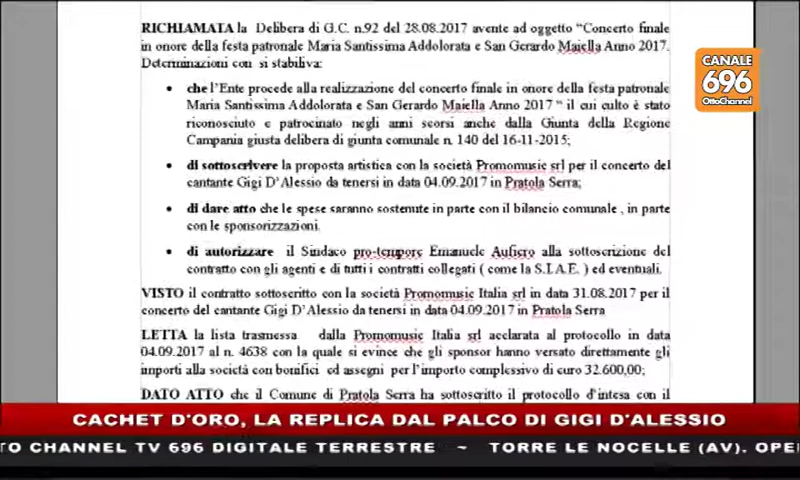 RICHIAMATA la Delibera di G.C. n.92 del 28.08.2017 avente ad oggetto “Concerto finale
in onore della festa patronale Maria Santissima Addolorata e San Gerardo Maiella Anno 2017.
Determinazioni con si stabiliva:
• che l’Ente procede alla realizzazione del concerto finale in onore della festa patronale
Maria Santissima Addolorata e San Gerardo Maiella Anno 2017 “ il cui culto è stato
riconosciuto e patrocinato negli anni scorsi anche dalla Giunta della Regione
Campania giusta delibera di giunta comunale n. 140 del 16-11-2015;
• di sottoscrivere la proposta artistica con la società Promomusic srl per il concerto del
cantante Gigi D’Alessio da tenersi in data 04.09.2017 in Pratola Serra;
• di dare atto che le spese saranno sostenute in parte con il bilancio comunale , in parte
con le sponsorizzazioni.
• di autorizzare il Sindaco pro-tempore Emanuele Aufiero alla sottoscrizione del
contratto con gli agenti e di tutti i contratti collegati ( come la S.I.A.E. ) ed eventuali.
VISTO il contratto sottoscritto con la società Promomusic Italia srl in data 31.08.2017 per il
concerto del cantante Gigi D’Alessio da tenersi in data 04.09.2017 in Pratola Serra
LETTA la lista trasmessa dalla Promomusic Italia srl acclarata al protocollo in data
04.09.2017 al n. 4638 con la quale si evince che gli sponsor hanno versato direttamente gli
importi alla società con bonifici ed assegni per l’importo complessivo di euro 32.600,00;
DATO ATTO che il Comune di Pratola Serra ha sottoscritto il protocollo d’intesa con il
CANALE
696
OttoChannel
CACHET D'ORO, LA REPLICA DAL PALCO DI GIGI D'ALESSIO
TO CHANNEL TV 696 DIGITALE TERRESTRE ~ TORRE LE NOCELLE (AV). OPE